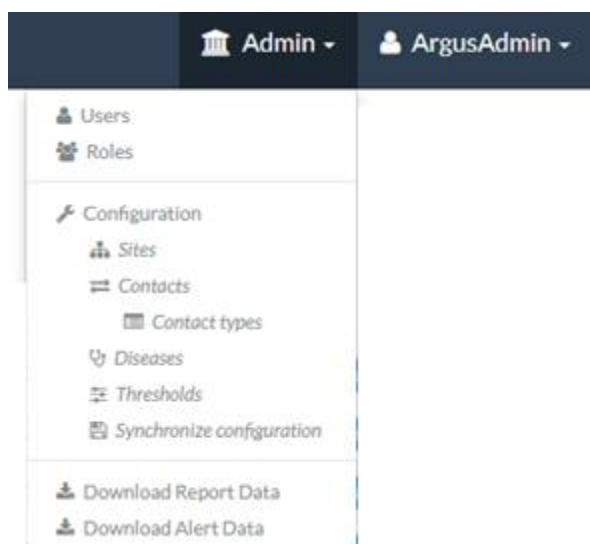 Admin ArgusAdmin
Users
Roles
Configuration
Sites
Contacts
Contact types
Diseases
Thresholds
Synchronize configuration
Download Report Data
Download Alert Data